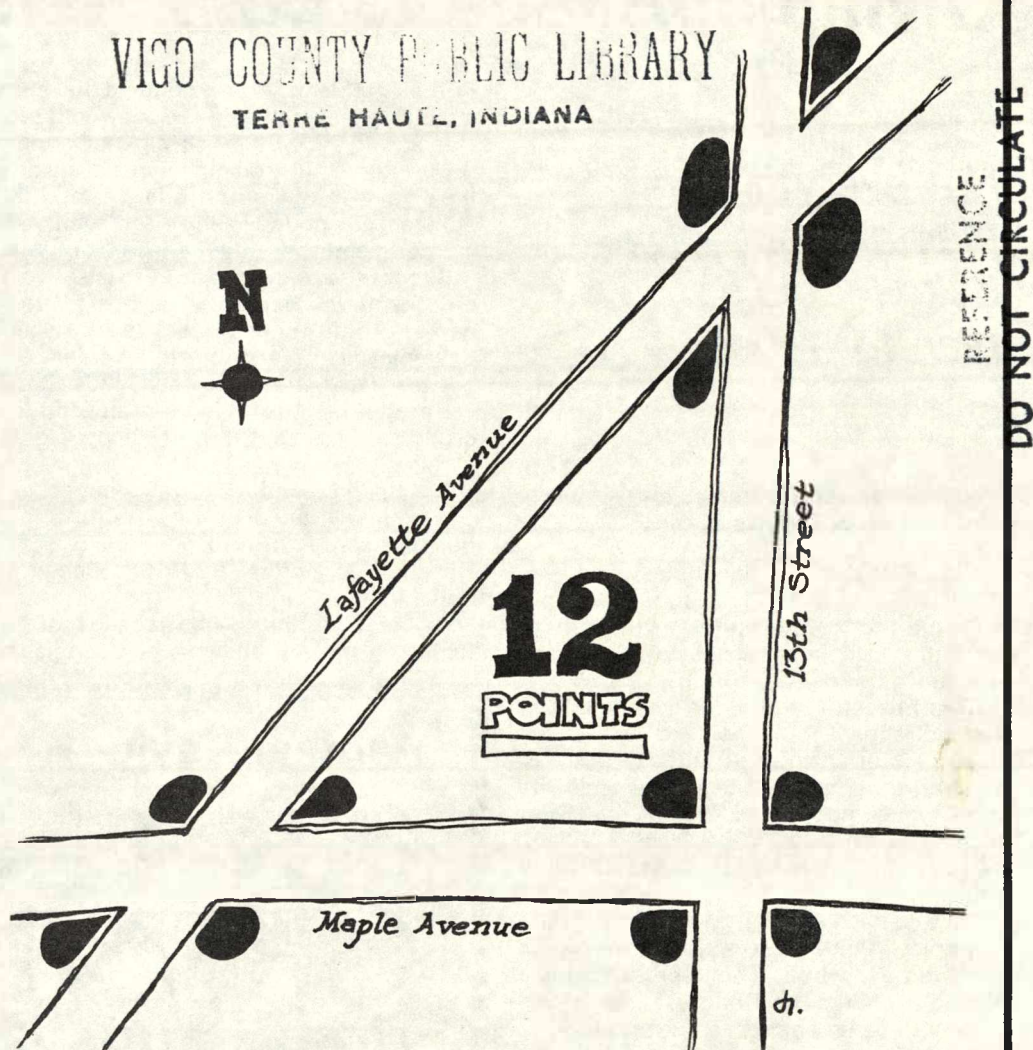 VIGO COUNTY PUBLIC LIBRARY
TERRE HAUTE, INDIANA
REFERENCE
DO NOT CIRCULATE
N
Lafayette Avenue
13th Street
12
POINTS
Maple Avenue